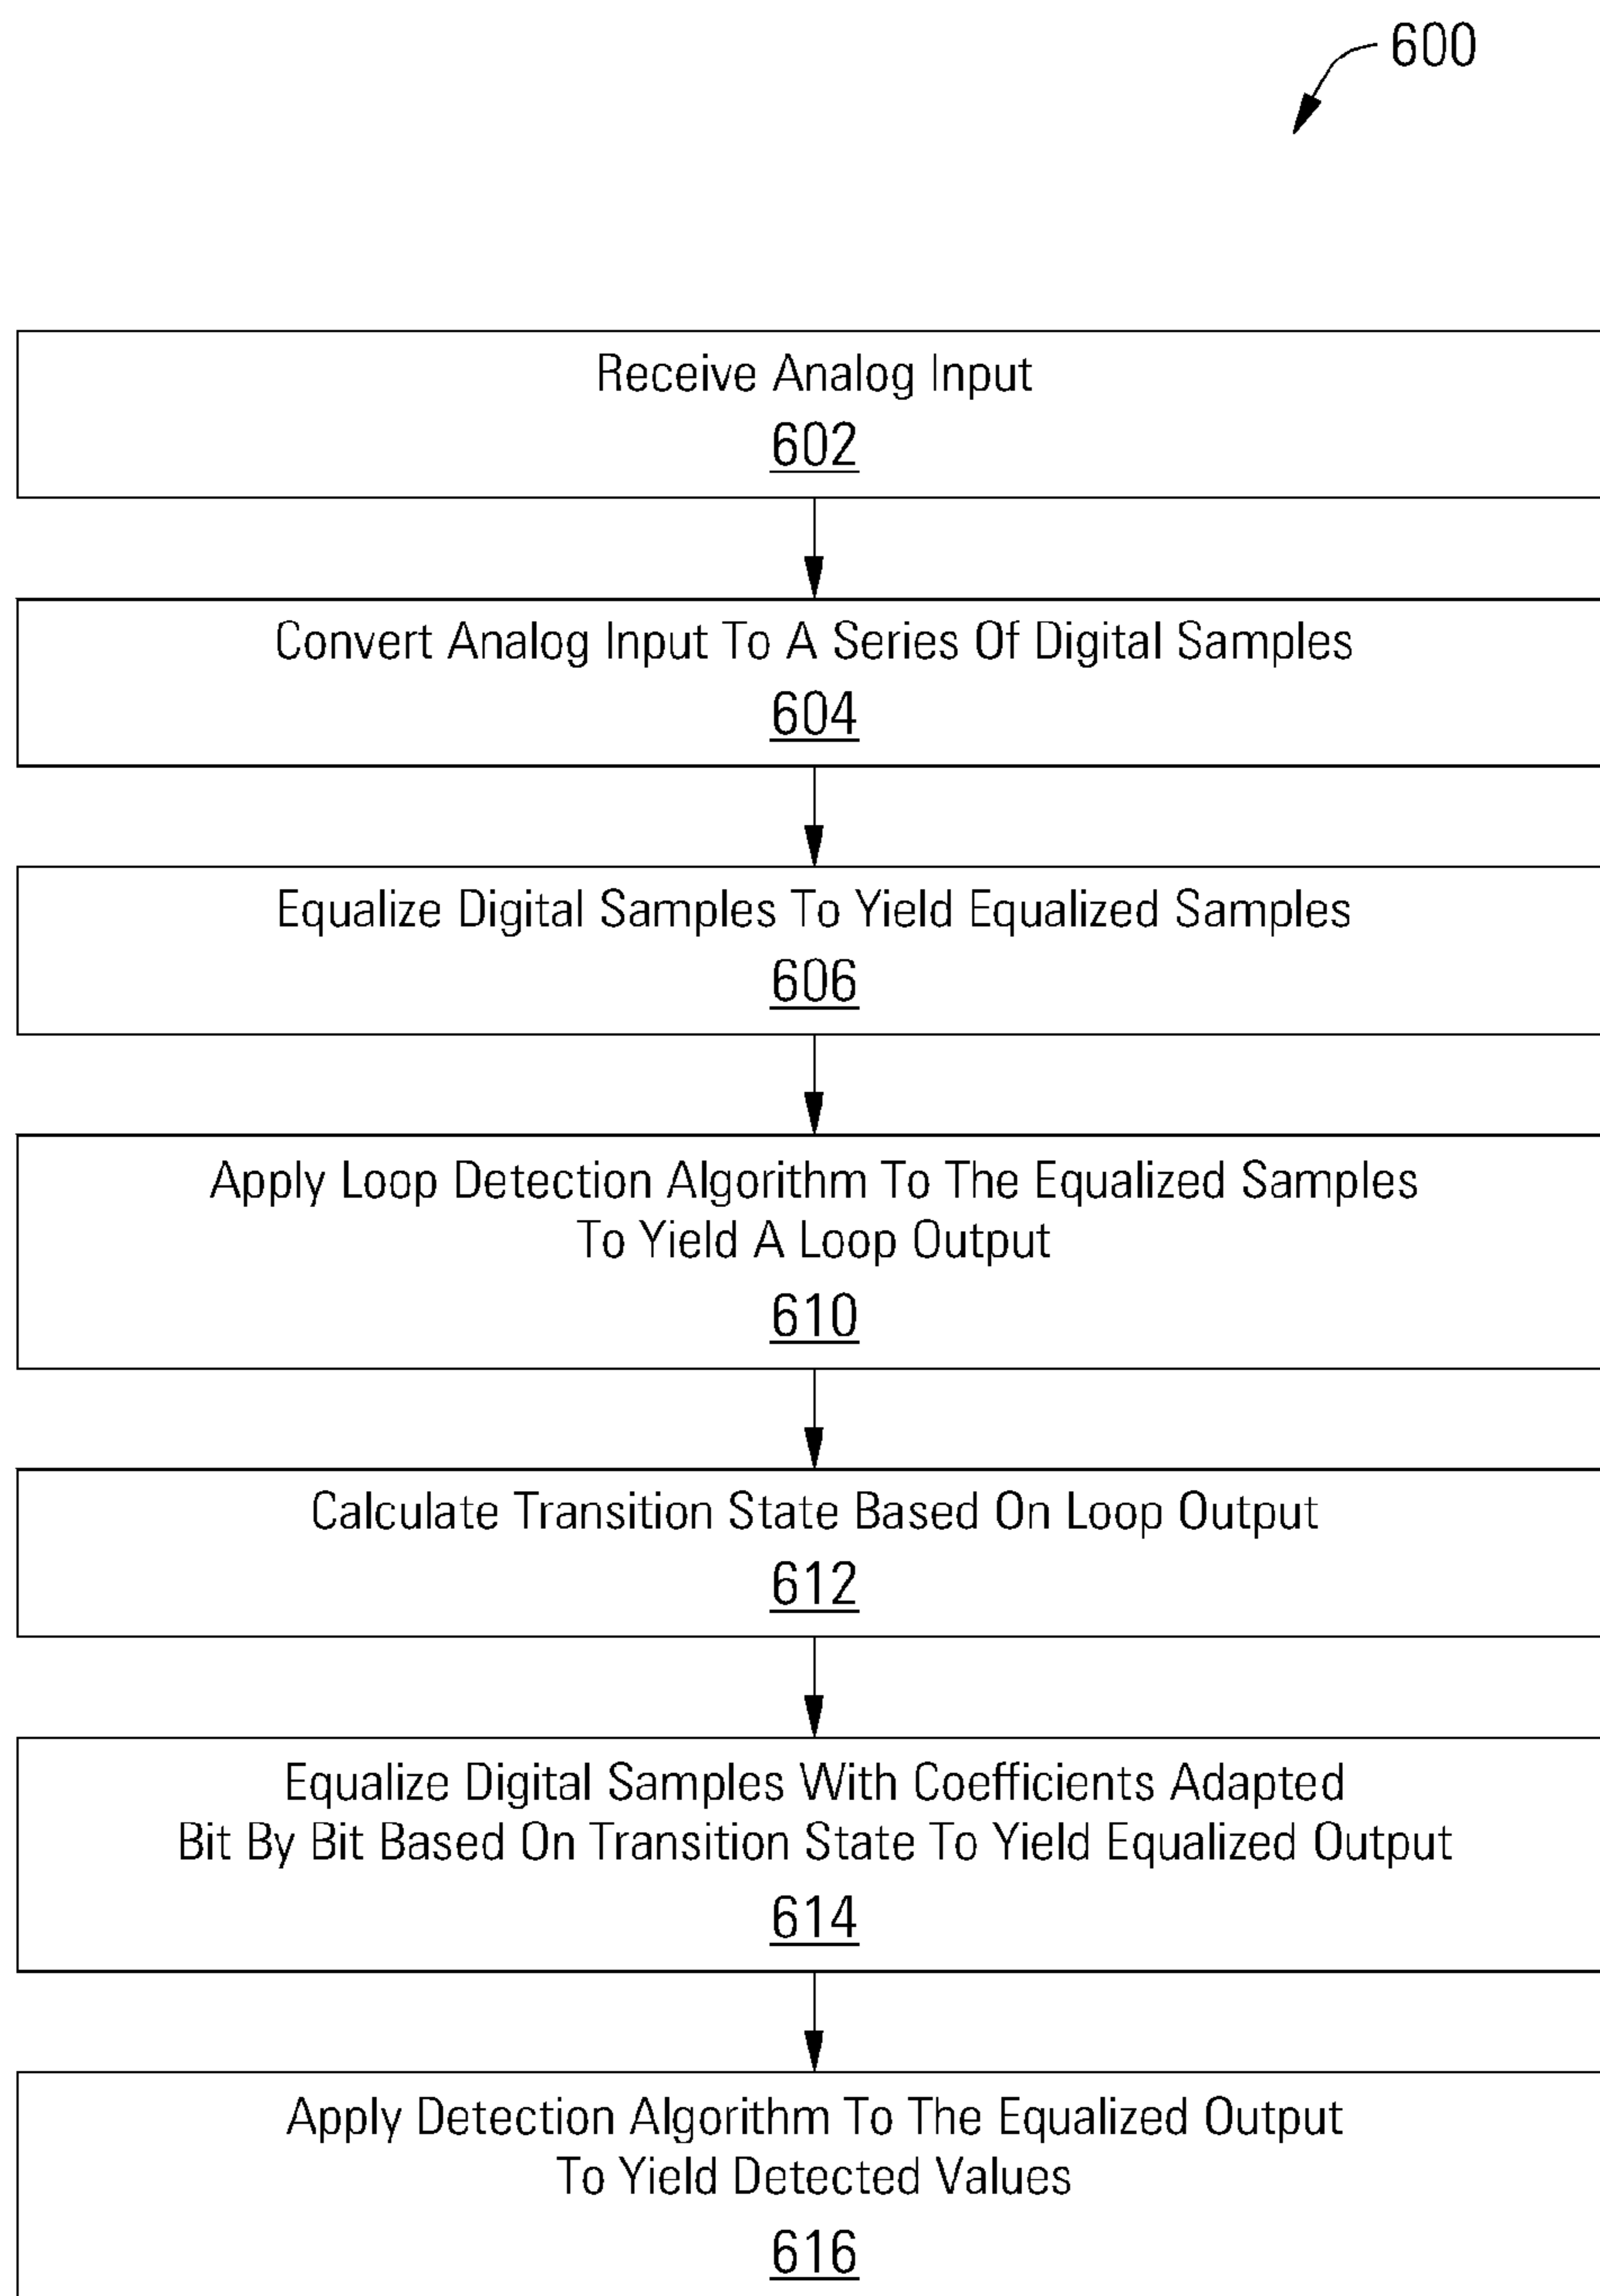 600
Receive Analog Input
602
Convert Analog Input To A Series Of Digital Samples
604
Equalize Digital Samples To Yield Equalized Samples
606
Apply Loop Detection Algorithm To The Equalized Samples
To Yield A Loop Output
610
Calculate Transition State Based On Loop Output
612
Equalize Digital Samples With Coefficients Adapted
Bit By Bit Based On Transition State To Yield Equalized Output
614
Apply Detection Algorithm To The Equalized Output
To Yield Detected Values
616